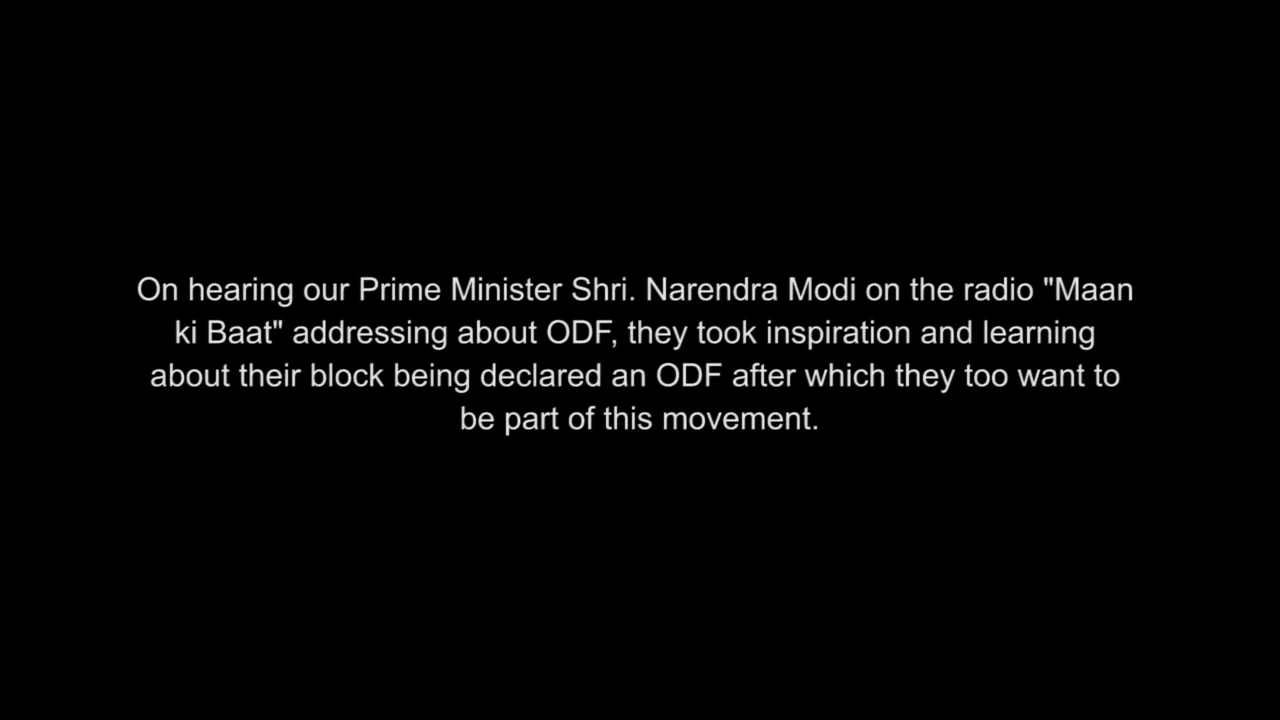 On hearing our Prime Minister Shri. Narendra Modi on the radio "Maan
ki Baat" addressing about ODF, they took inspiration and learning
about their block being declared an ODF after which they too want to
be part of this movement.